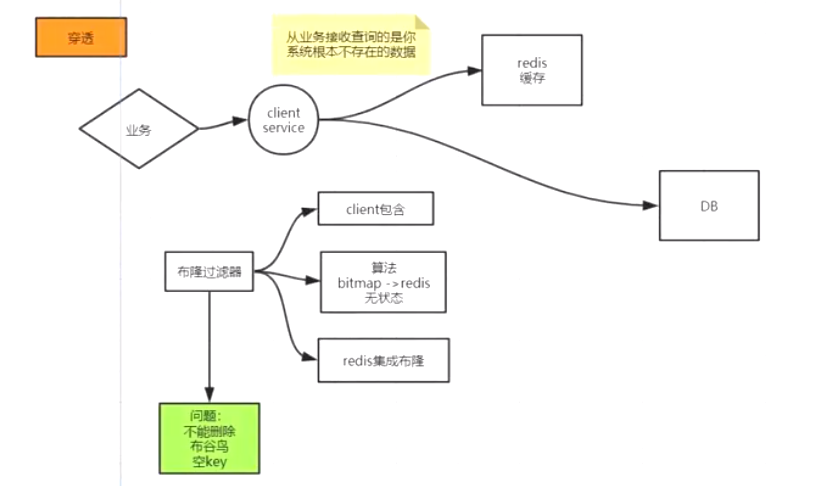 穿透
从业务接收查词的是你
系统根本不存在的数据
redis
缓存
业务
client
service
DB
client包含
布隆过滤器
算法
bitmap ->redis
无状态
redis集成布隆
问题：
不能删除
布谷鸟
空key